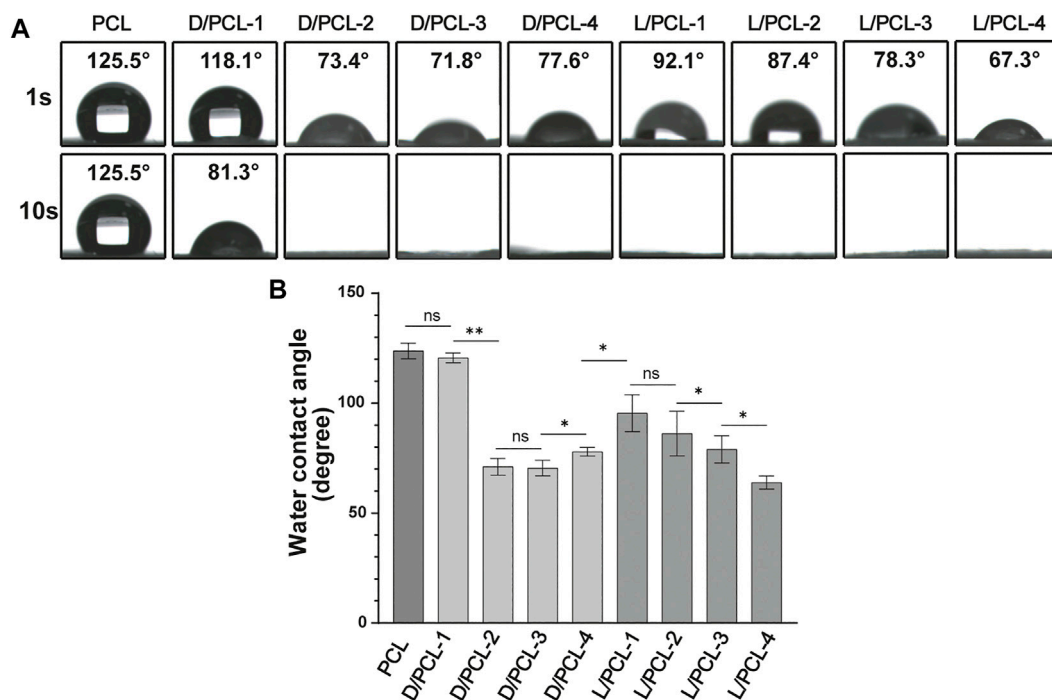 A
PCL D/PCL-1 D/PCL-2 D/PCL-3 D/PCL-4 L/PCL-1 L/PCL-2 L/PCL-3 L/PCL-4
1s 125.5° 118.1° 73.4° 71.8° 77.6° 92.1° 87.4° 78.3° 67.3°
10s 125.5° 81.3°
B
Water contact angle
(degree)
150
100
50
0
ns ** ns * * ns * *
PCL D/PCL-1 D/PCL-2 D/PCL-3 D/PCL-4 L/PCL-1 L/PCL-2 L/PCL-3 L/PCL-4